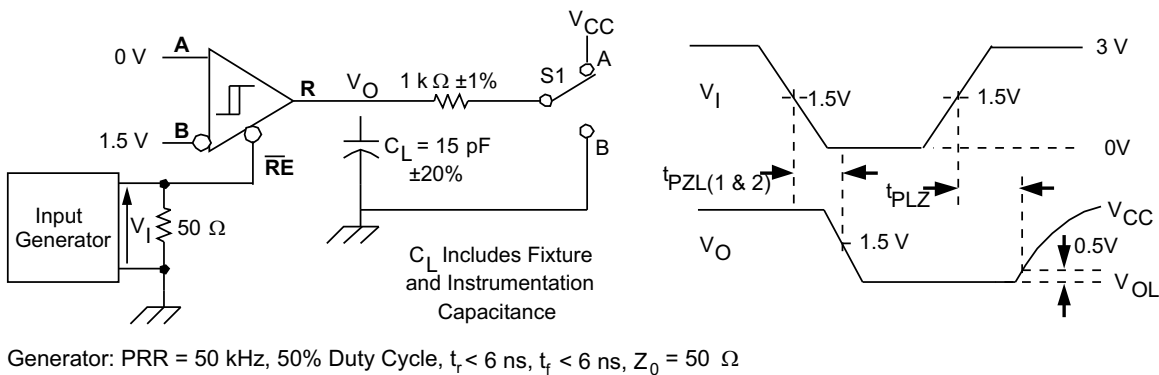 V_CC
0 V
A
R
V_O
1 k Ω ±1%
S1
A
1.5 V
B
R̅E̅
C_L = 15 pF
±20%
B
Input
Generator
V_I
50 Ω
C_L Includes Fixture
and Instrumentation
Capacitance
3 V
V_I
1.5V
1.5V
0V
t_PZL(1 & 2)
t_PLZ
V_CC
V_O
1.5 V
0.5V
V_OL
Generator: PRR = 50 kHz, 50% Duty Cycle, t_r < 6 ns, t_f < 6 ns, Z_0 = 50 Ω